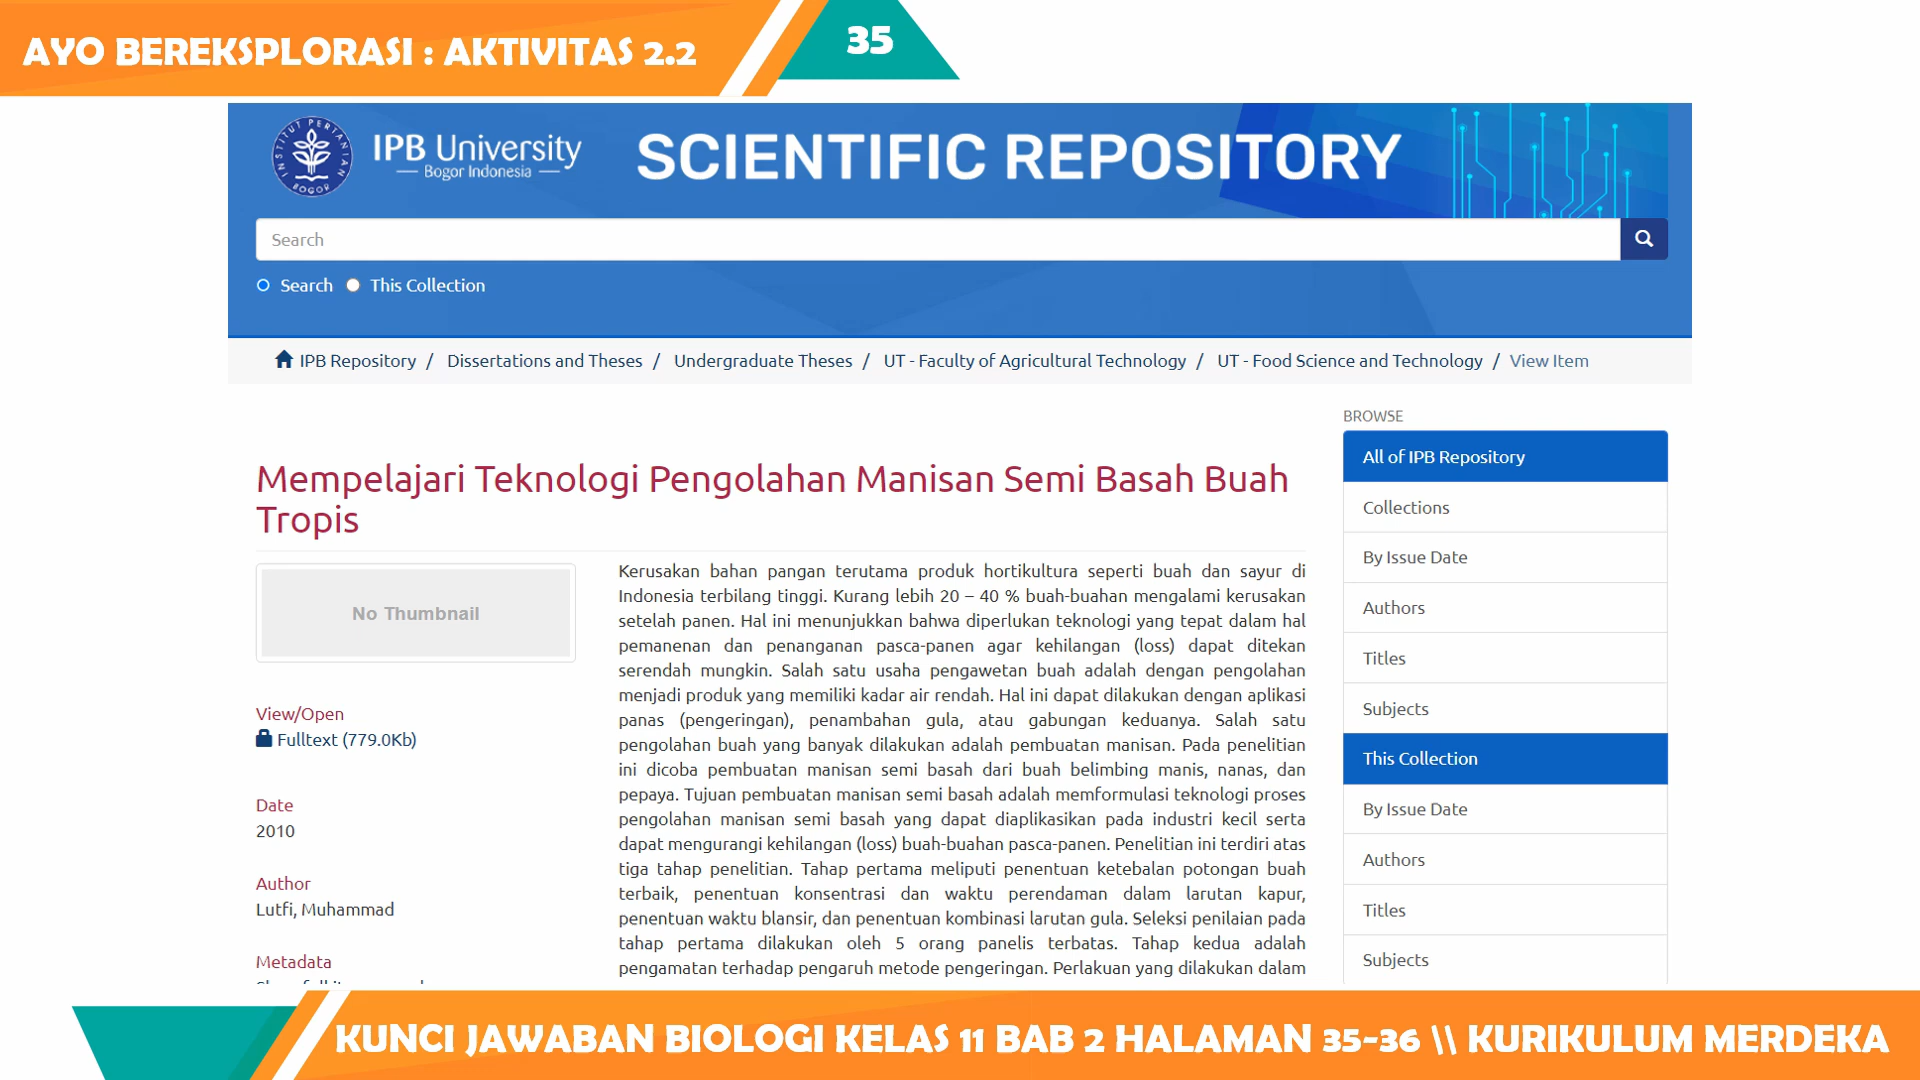 AYO BEREKSPLORASI : AKTIVITAS 2.2
35
INSTITUT PERTANIAN BOGOR
IPB University
Bogor Indonesia
SCIENTIFIC REPOSITORY
Search
Search This Collection
IPB Repository / Dissertations and Theses / Undergraduate Theses / UT - Faculty of Agricultural Technology / UT - Food Science and Technology / View Item
Mempelajari Teknologi Pengolahan Manisan Semi Basah Buah
Tropis
No Thumbnail
View/Open
Fulltext (779.0Kb)
Date
2010
Author
Lutfi, Muhammad
Metadata
Kerusakan bahan pangan terutama produk hortikultura seperti buah dan sayur di
Indonesia terbilang tinggi. Kurang lebih 20 – 40 % buah-buahan mengalami kerusakan
setelah panen. Hal ini menunjukkan bahwa diperlukan teknologi yang tepat dalam hal
pemanenan dan penanganan pasca-panen agar kehilangan (loss) dapat ditekan
serendah mungkin. Salah satu usaha pengawetan buah adalah dengan pengolahan
menjadi produk yang memiliki kadar air rendah. Hal ini dapat dilakukan dengan aplikasi
panas (pengeringan), penambahan gula, atau gabungan keduanya. Salah satu
pengolahan buah yang banyak dilakukan adalah pembuatan manisan. Pada penelitian
ini dicoba pembuatan manisan semi basah dari buah belimbing manis, nanas, dan
pepaya. Tujuan pembuatan manisan semi basah adalah memformulasi teknologi proses
pengolahan manisan semi basah yang dapat diaplikasikan pada industri kecil serta
dapat mengurangi kehilangan (loss) buah-buahan pasca-panen. Penelitian ini terdiri atas
tiga tahap penelitian. Tahap pertama meliputi penentuan ketebalan potongan buah
terbaik, penentuan konsentrasi dan waktu perendaman dalam larutan kapur,
penentuan waktu blansir, dan penentuan kombinasi larutan gula. Seleksi penilaian pada
tahap pertama dilakukan oleh 5 orang panelis terbatas. Tahap kedua adalah
pengamatan terhadap pengaruh metode pengeringan. Perlakuan yang dilakukan dalam
BROWSE
All of IPB Repository
Collections
By Issue Date
Authors
Titles
Subjects
This Collection
By Issue Date
Authors
Titles
Subjects
KUNCI JAWABAN BIOLOGI KELAS 11 BAB 2 HALAMAN 35-36 \\ KURIKULUM MERDEKA